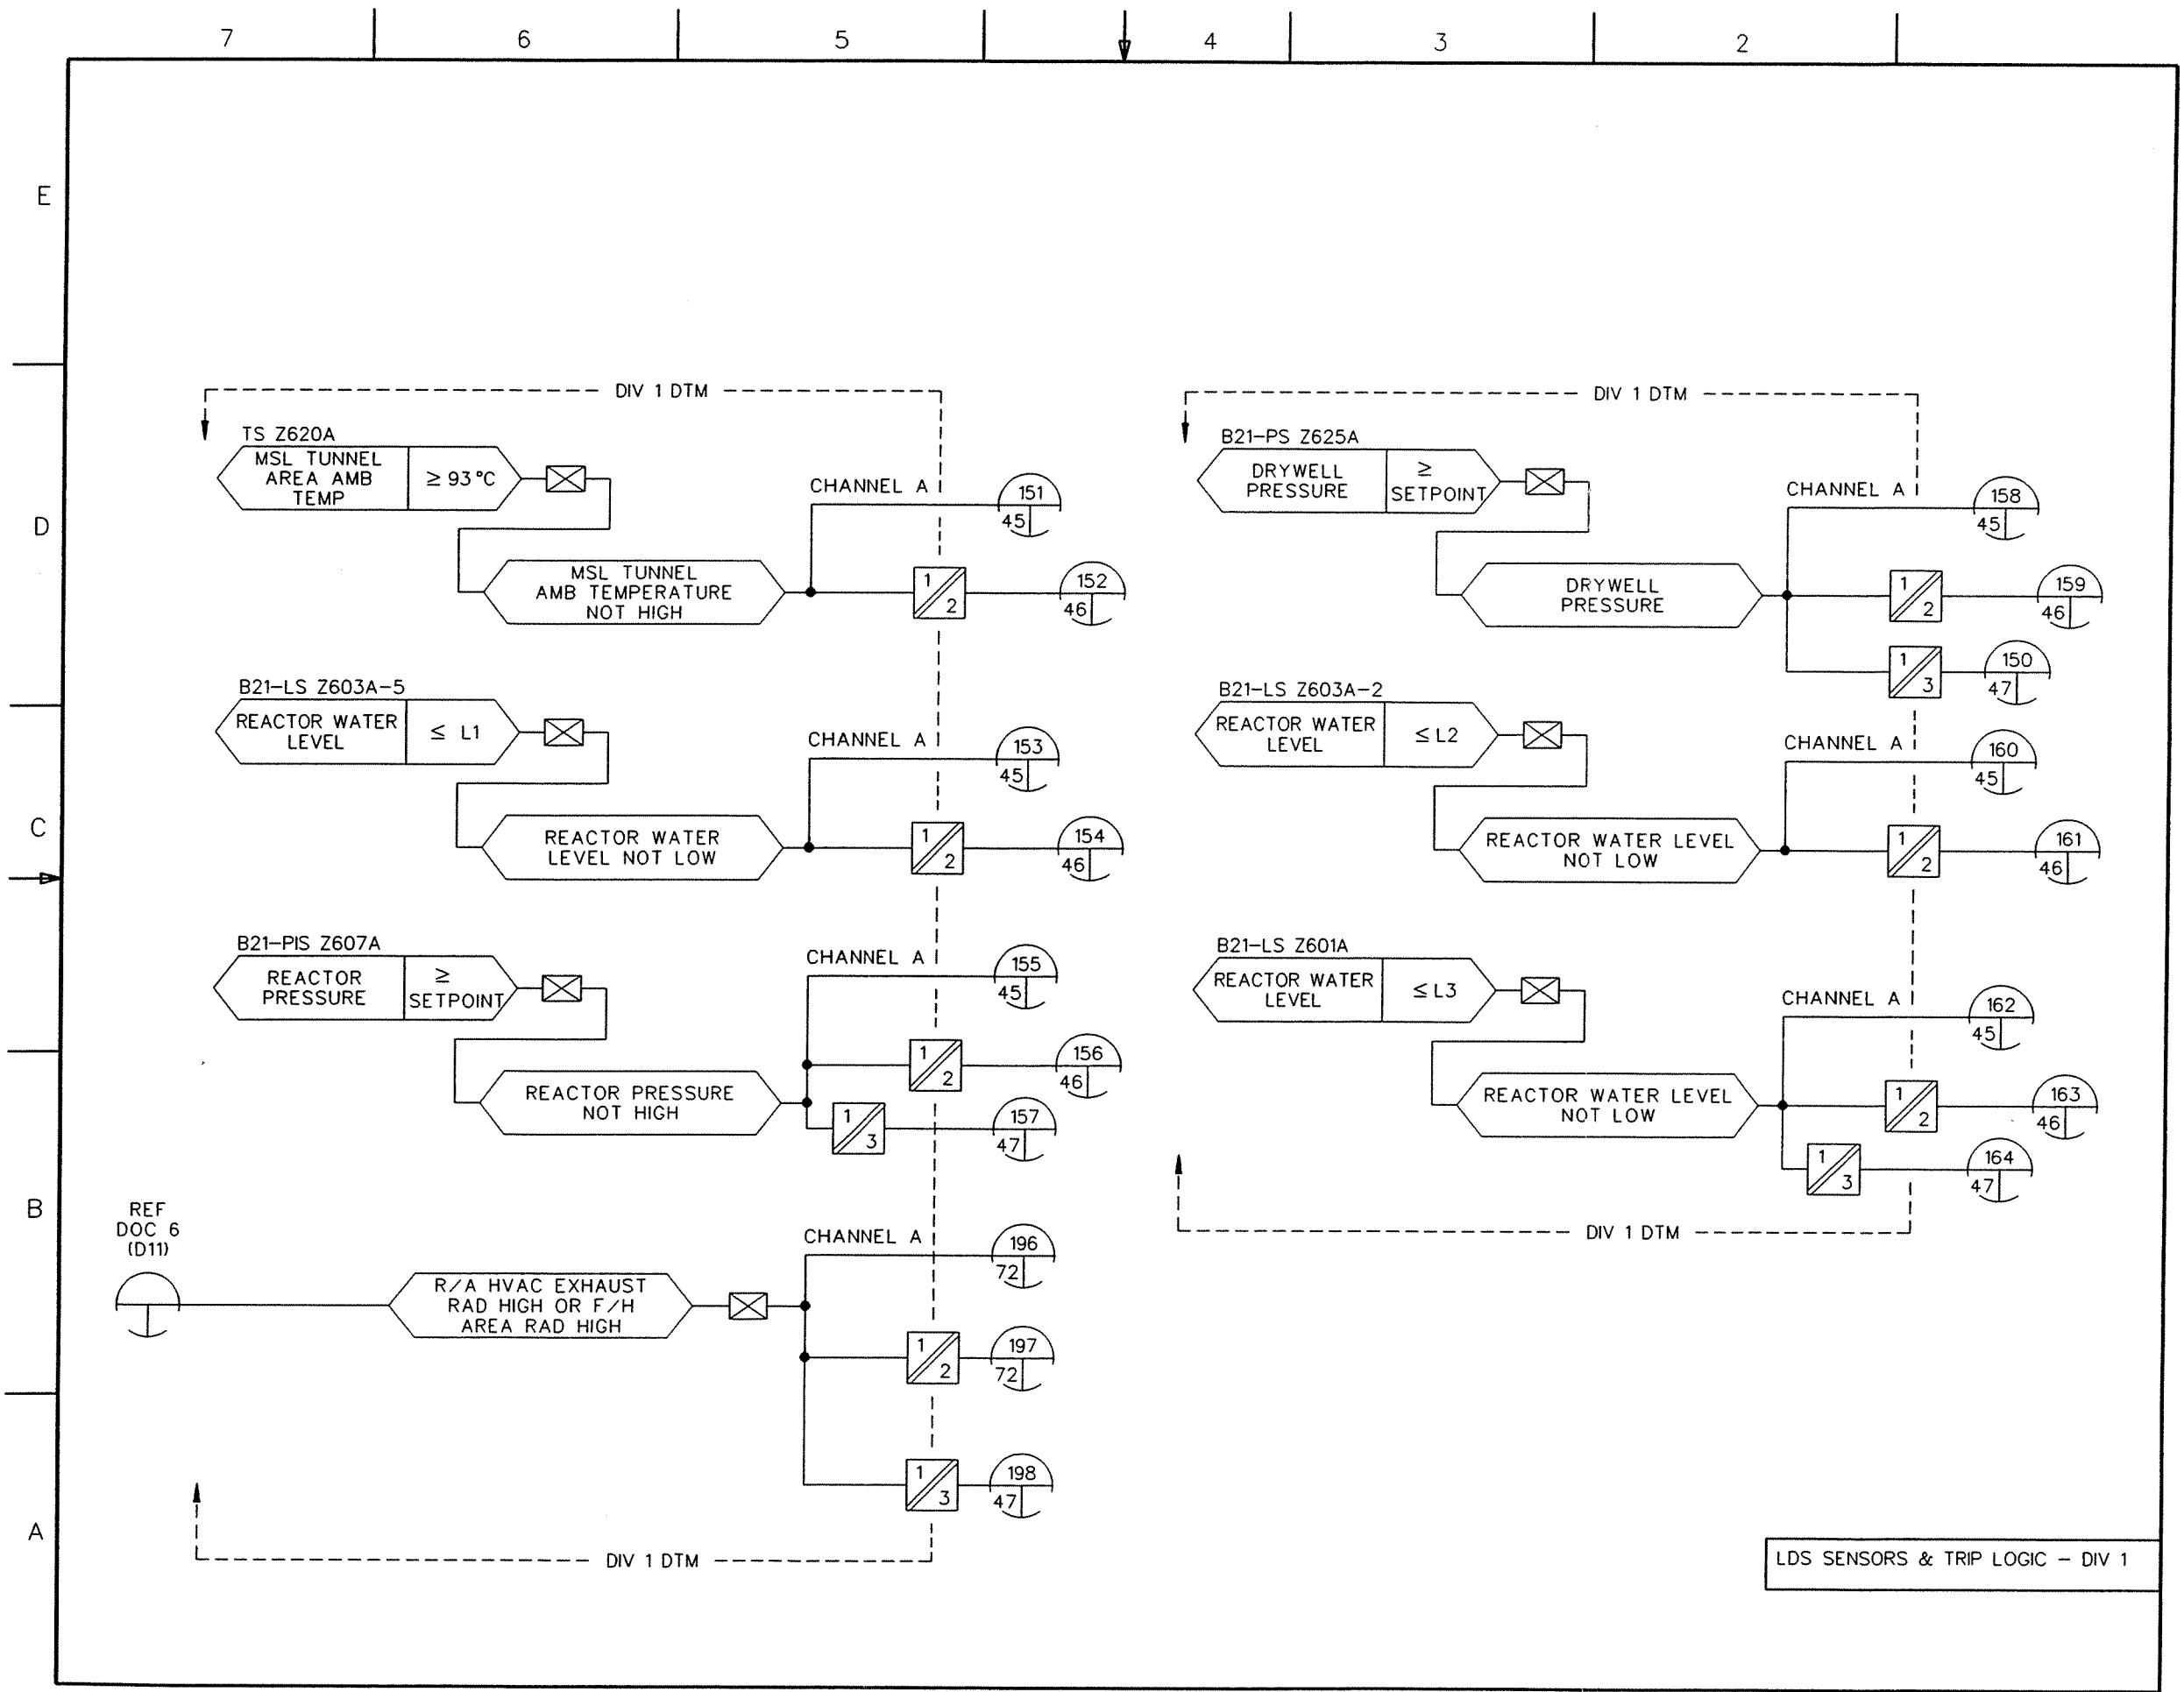 7 6 5 4 3 2
E
D
C
B
A
DIV 1 DTM
TS Z620A
MSL TUNNEL
AREA AMB
TEMP
≥ 93 °C
CHANNEL A
151
45
MSL TUNNEL
AMB TEMPERATURE
NOT HIGH
1
2
152
46
B21-LS Z603A-5
REACTOR WATER
LEVEL
≤ L1
CHANNEL A
153
45
REACTOR WATER
LEVEL NOT LOW
1
2
154
46
B21-PIS Z607A
REACTOR
PRESSURE
≥
SETPOINT
CHANNEL A
155
45
1
2
156
46
REACTOR PRESSURE
NOT HIGH
1
3
157
47
REF
DOC 6
(D11)
CHANNEL A
196
72
R/A HVAC EXHAUST
RAD HIGH OR F/H
AREA RAD HIGH
1
2
197
72
1
3
198
47
DIV 1 DTM
DIV 1 DTM
B21-PS Z625A
DRYWELL
PRESSURE
≥
SETPOINT
CHANNEL A
158
45
DRYWELL
PRESSURE
1
2
159
46
1
3
150
47
B21-LS Z603A-2
REACTOR WATER
LEVEL
≤ L2
CHANNEL A
160
45
REACTOR WATER LEVEL
NOT LOW
1
2
161
46
B21-LS Z601A
REACTOR WATER
LEVEL
≤ L3
CHANNEL A
162
45
REACTOR WATER LEVEL
NOT LOW
1
2
163
46
1
3
164
47
DIV 1 DTM
LDS SENSORS & TRIP LOGIC - DIV 1